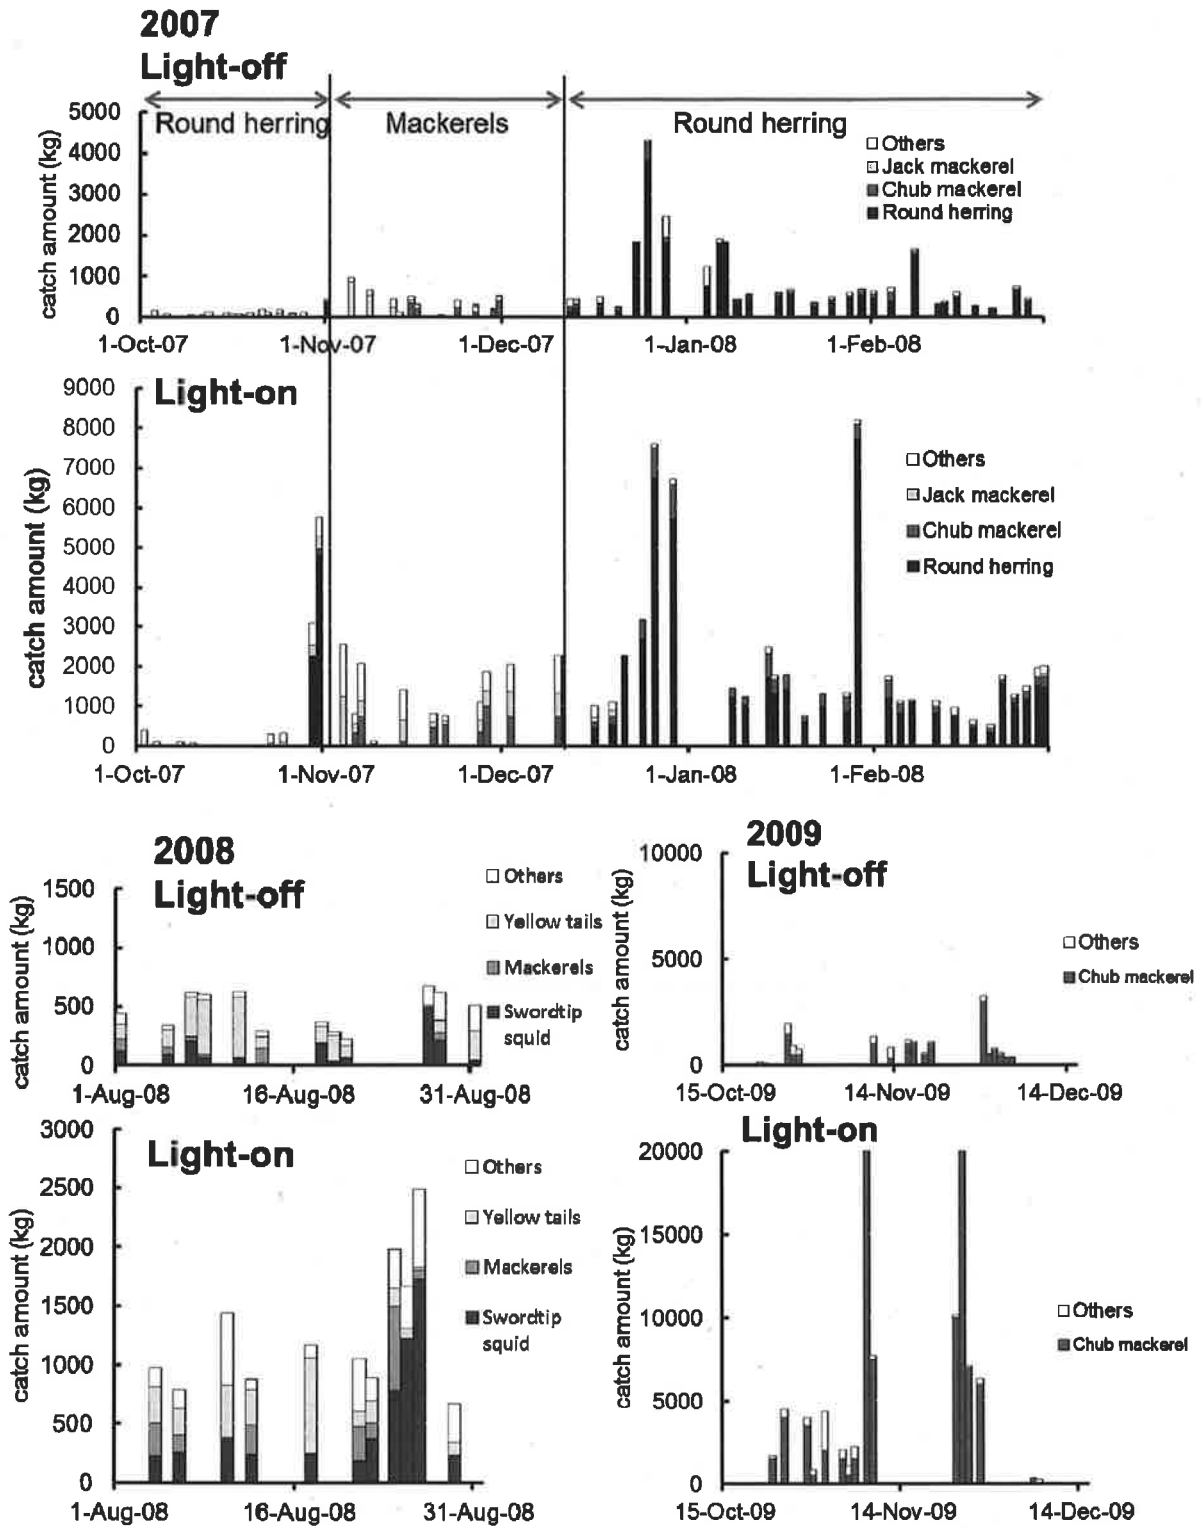 2007
Light-off
5000
4000
3000
2000
1000
0
catch amount (kg)
Round herring
Mackerels
Round herring
Others
Jack mackerel
Chub mackerel
Round herring
1-Oct-07
1-Nov-07
1-Dec-07
1-Jan-08
1-Feb-08
Light-on
9000
8000
7000
6000
5000
4000
3000
2000
1000
0
catch amount (kg)
Others
Jack mackerel
Chub mackerel
Round herring
1-Oct-07
1-Nov-07
1-Dec-07
1-Jan-08
1-Feb-08
2008
Light-off
1500
1000
500
0
catch amount (kg)
Others
Yellow tails
Mackerels
Swordtip
squid
1-Aug-08
16-Aug-08
31-Aug-08
2009
Light-off
10000
5000
0
catch amount (kg)
Others
Chub mackerel
15-Oct-09
14-Nov-09
14-Dec-09
Light-on
3000
2500
2000
1500
1000
500
0
catch amount (kg)
Others
Yellow tails
Mackerels
Swordtip
squid
1-Aug-08
16-Aug-08
31-Aug-08
Light-on
20000
15000
10000
5000
0
catch amount (kg)
Others
Chub mackerel
15-Oct-09
14-Nov-09
14-Dec-09